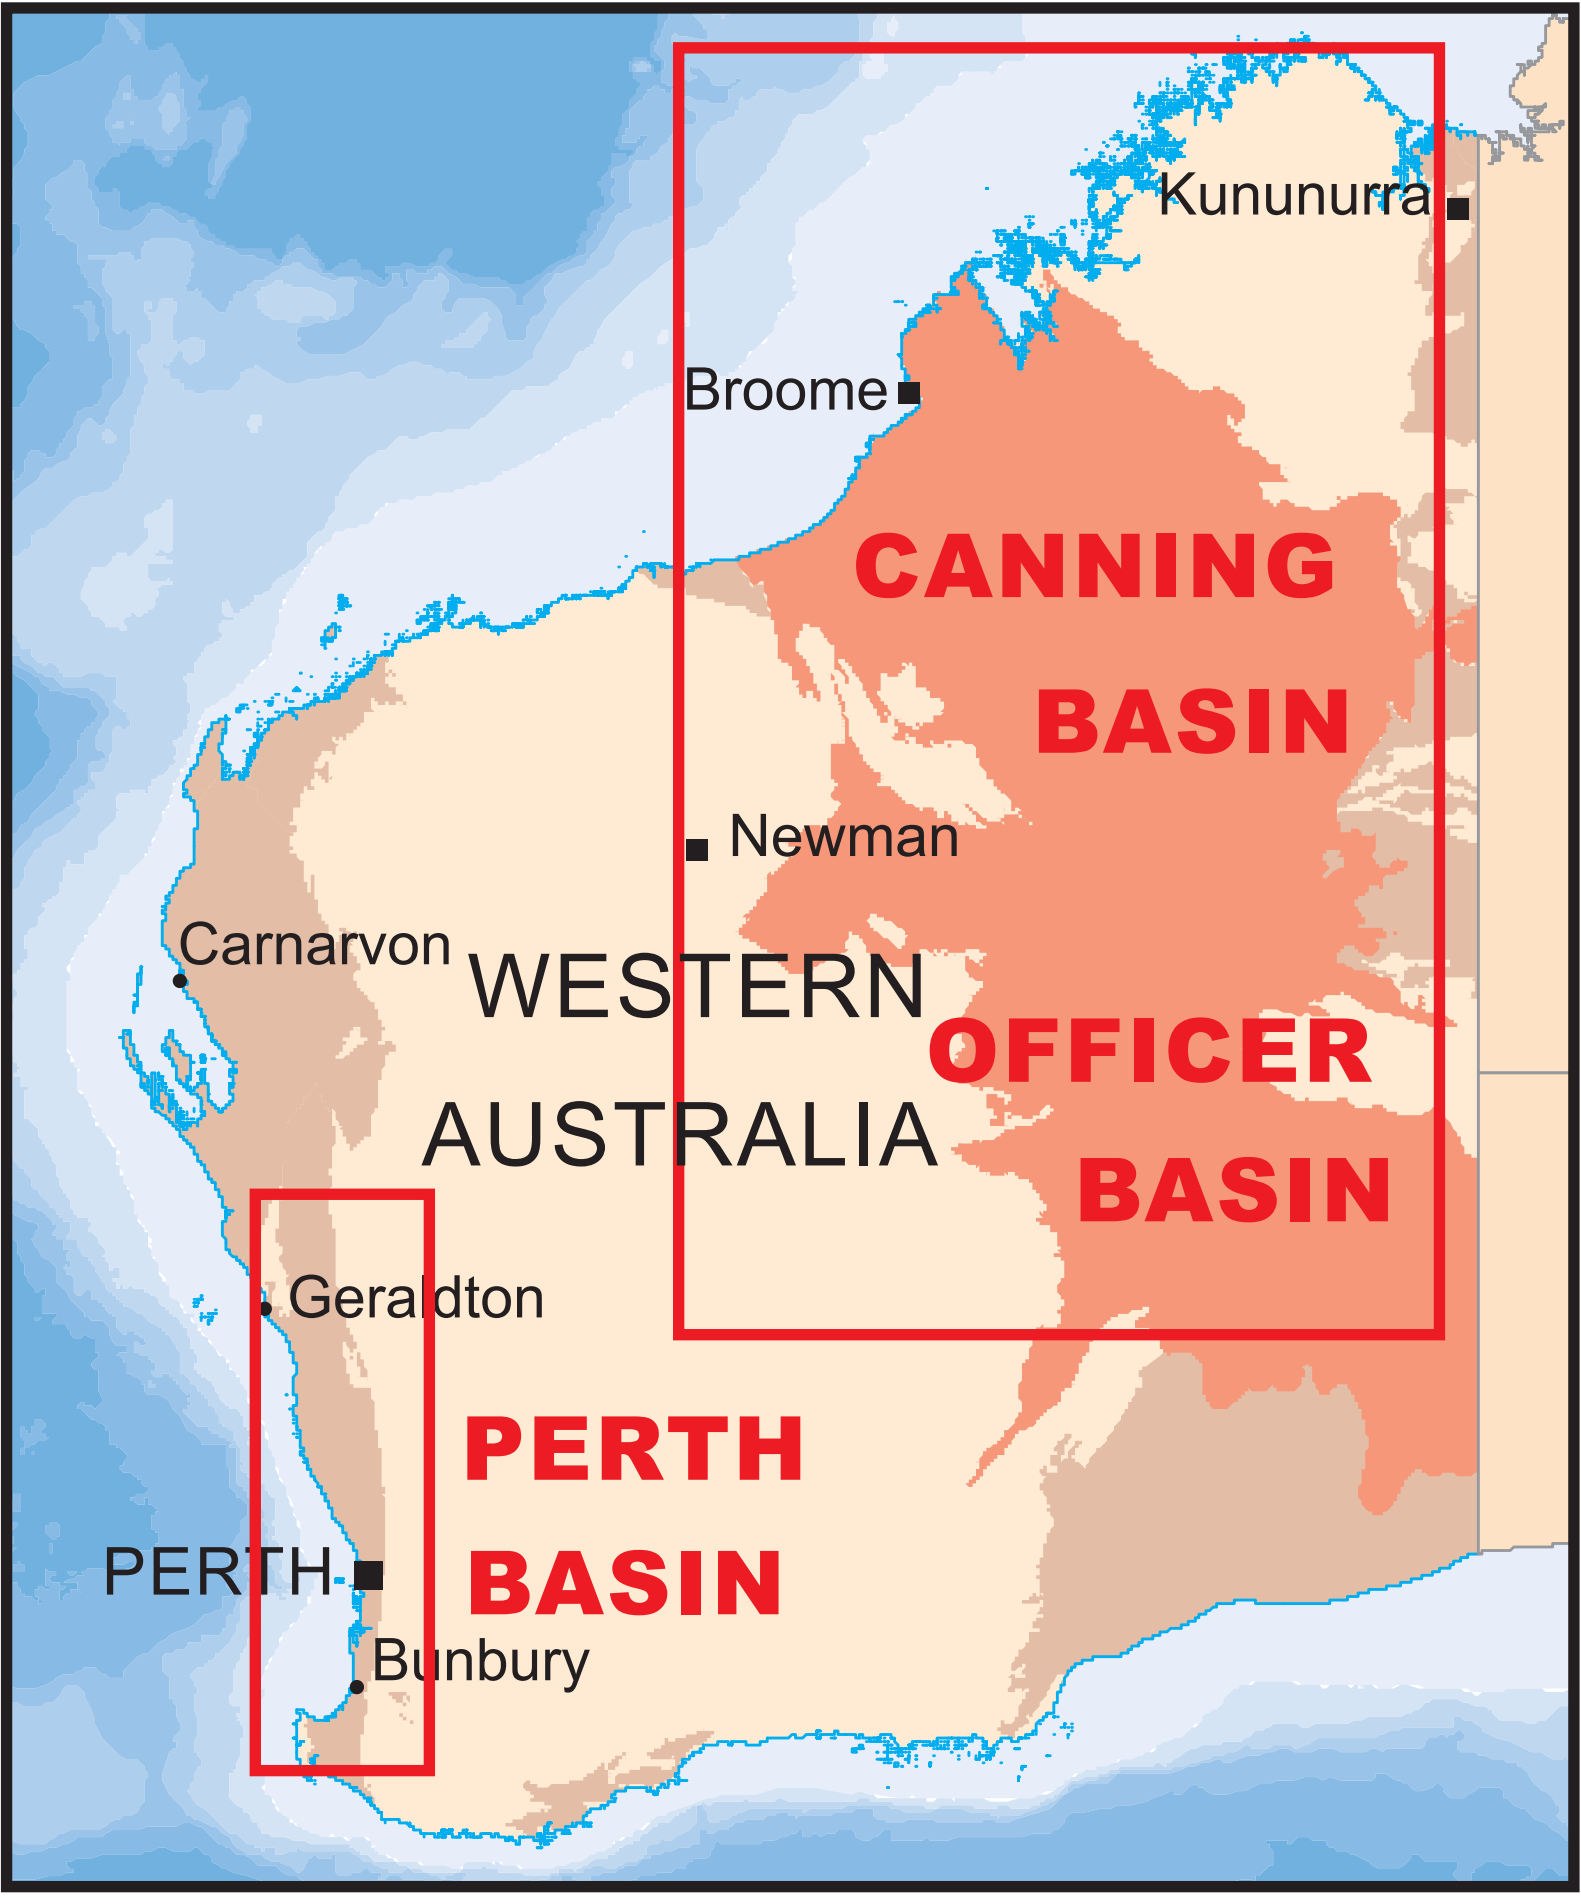 Kununurra
Broome
CANNING
BASIN
Newman
Carnarvon
WESTERN
OFFICER
AUSTRALIA
BASIN
Geraldton
PERTH
BASIN
PERTH
Bunbury